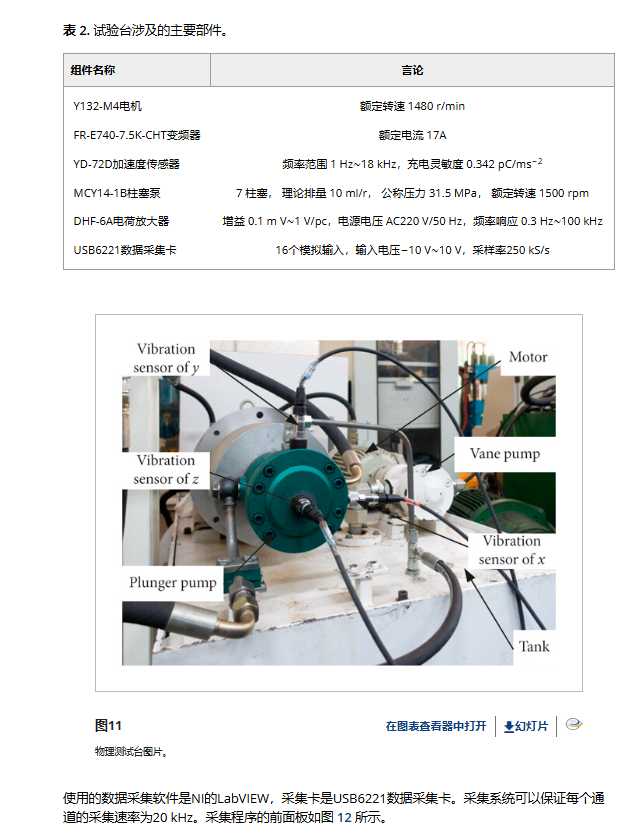 表 2. 试验台涉及的主要部件。
组件名称 言论
Y132-M4电机 额定转速 1480 r/min
FR-E740-7.5K-CHT变频器 额定电流 17A
YD-72D加速度传感器 频率范围 1 Hz~18 kHz，充电灵敏度 0.342 pC/ms⁻²
MCY14-1B柱塞泵 7 柱塞， 理论排量 10 ml/r， 公称压力 31.5 MPa， 额定转速 1500 rpm
DHF-6A电荷放大器 增益 0.1 m V~1 V/pc，电源电压 AC220 V/50 Hz，频率响应 0.3 Hz~100 kHz
USB6221数据采集卡 16个模拟输入，输入电压−10 V~10 V，采样率250 kS/s
Vibration
sensor of y
Motor
Vibration
sensor of z
Vane pump
Vibration
sensor of x
Plunger pump
Tank
图11
在图表查看器中打开
幻灯片
物理测试台图片。
使用的数据采集软件是NI的LabVIEW，采集卡是USB6221数据采集卡。采集系统可以保证每个通
道的采集速率为20 kHz。采集程序的前面板如图 12 所示。